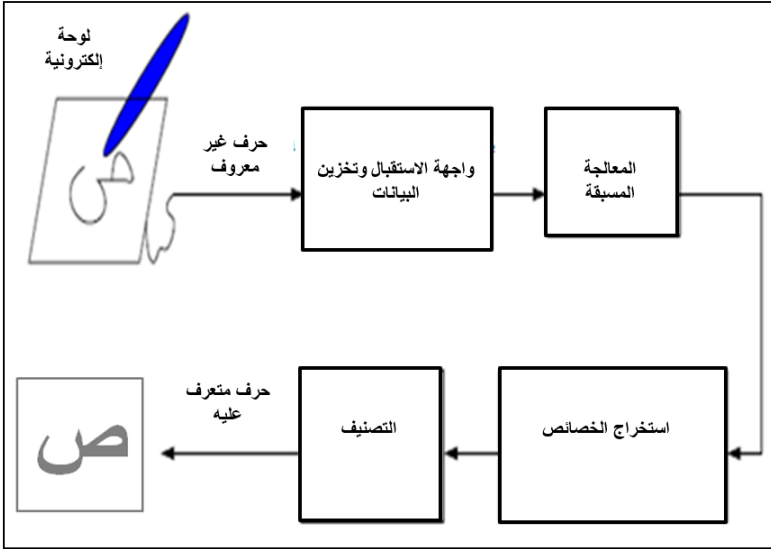 لوحة
إلكترونية
ص
حرف غير
معروف
واجهة الاستقبال وتخزين
البيانات
المعالجة
المسبقة
استخراج الخصائص
التصنيف
حرف متعرف
عليه
ص